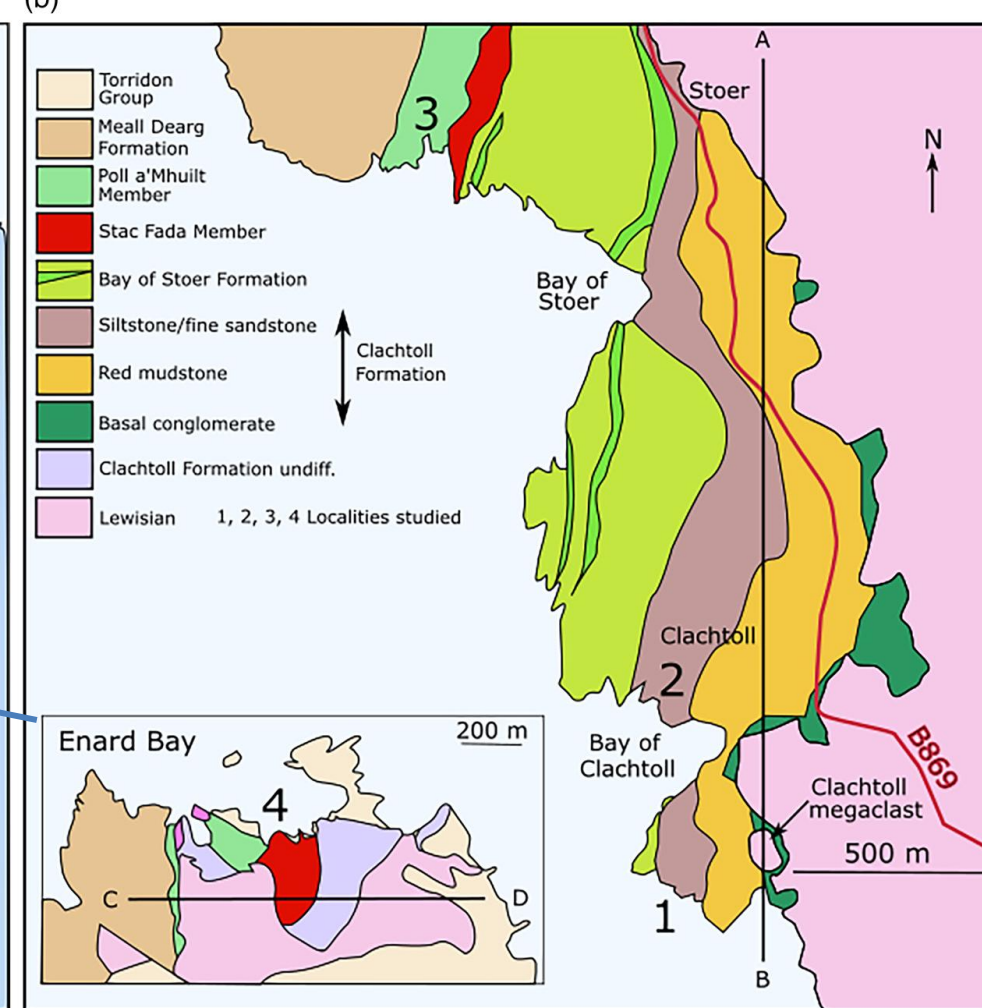 (b)
A
Stoer
N
Torridon
Group
Meall Dearg
Formation
Poll a'Mhuilt
Member
Stac Fada Member
Bay of Stoer Formation
Siltstone/fine sandstone
Red mudstone
Basal conglomerate
Clachtoll Formation undiff.
Lewisian
1, 2, 3, 4 Localities studied
Clachtoll
Formation
3
Bay of
Stoer
Clachtoll
2
Bay of
Clachtoll
B869
Clachtoll
megaclast
500 m
1
B
Enard Bay
200 m
4
C
D